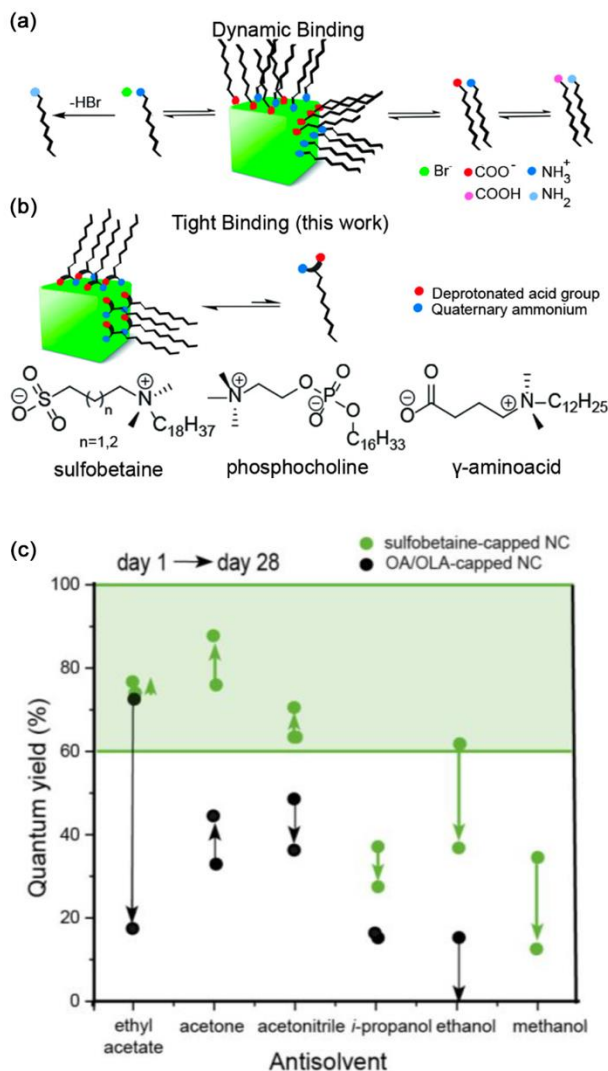 (a)
Dynamic Binding
-HBr
Br⁻ COO⁻ NH₃⁺
COOH NH₂
(b)
Tight Binding (this work)
Deprotonated acid group
Quaternary ammonium
O
⊖O S O
n
N ⊕
C₁₈H₃₇
n=1,2
sulfobetaine
N ⊕
O P O
⊖ O
C₁₆H₃₃
phosphocholine
O
⊖O
⊕ N C₁₂H₂₅
γ-aminoacid
(c)
day 1 → day 28
sulfobetaine-capped NC
OA/OLA-capped NC
100
80
60
40
20
0
Quantum yield (%)
ethyl acetone acetonitrile i-propanol ethanol methanol
acetate
Antisolvent